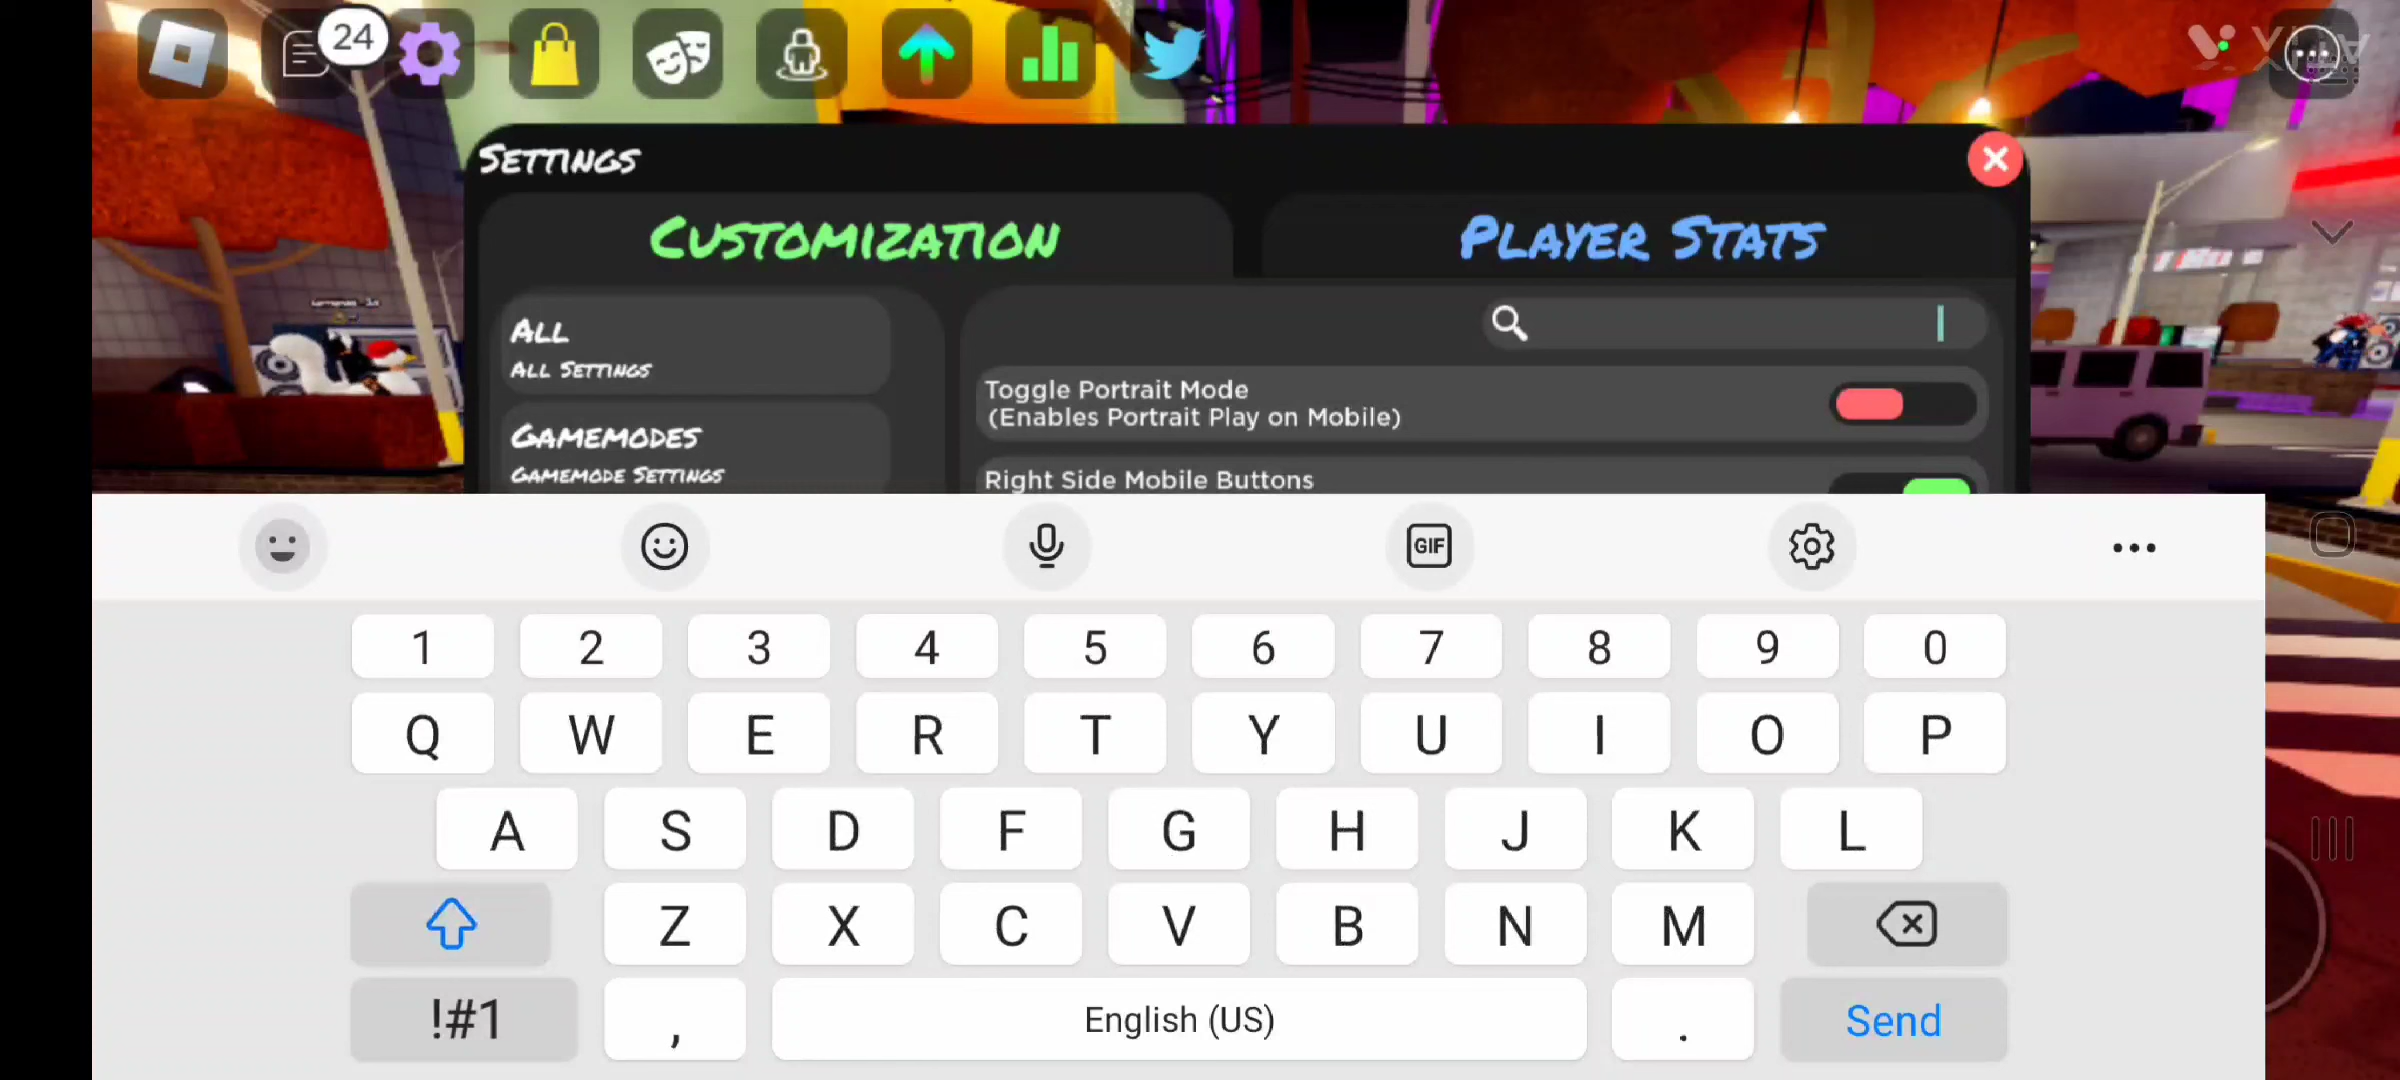 24
Settings
Customization
Player Stats
All
All Settings
Toggle Portrait Mode
(Enables Portrait Play on Mobile)
Gamemodes
Gamemode Settings
Right Side Mobile Buttons
GIF
1 2 3 4 5 6 7 8 9 0
Q W E R T Y U I O P
A S D F G H J K L
Z X C V B N M
!#1 , English (US) . Send